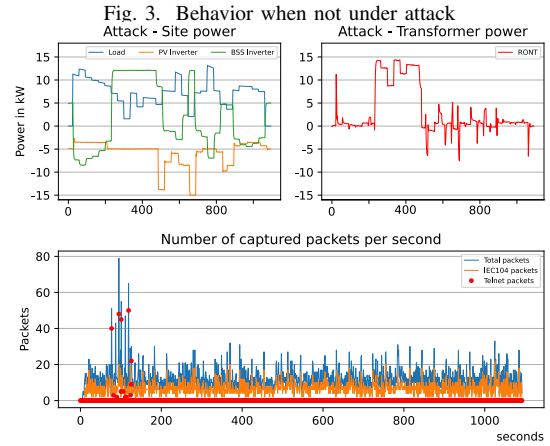 Fig. 3. Behavior when not under attack
Attack - Site power
Attack - Transformer power
Load
PV Inverter
BSS Inverter
RONT
Power in kW
15
10
5
0
−5
−10
−15
0
400
800
15
10
5
0
−5
−10
−15
0
400
800
Number of captured packets per second
Total packets
IEC104 packets
Telnet packets
Packets
80
60
40
20
0
0
200
400
600
800
1000
seconds